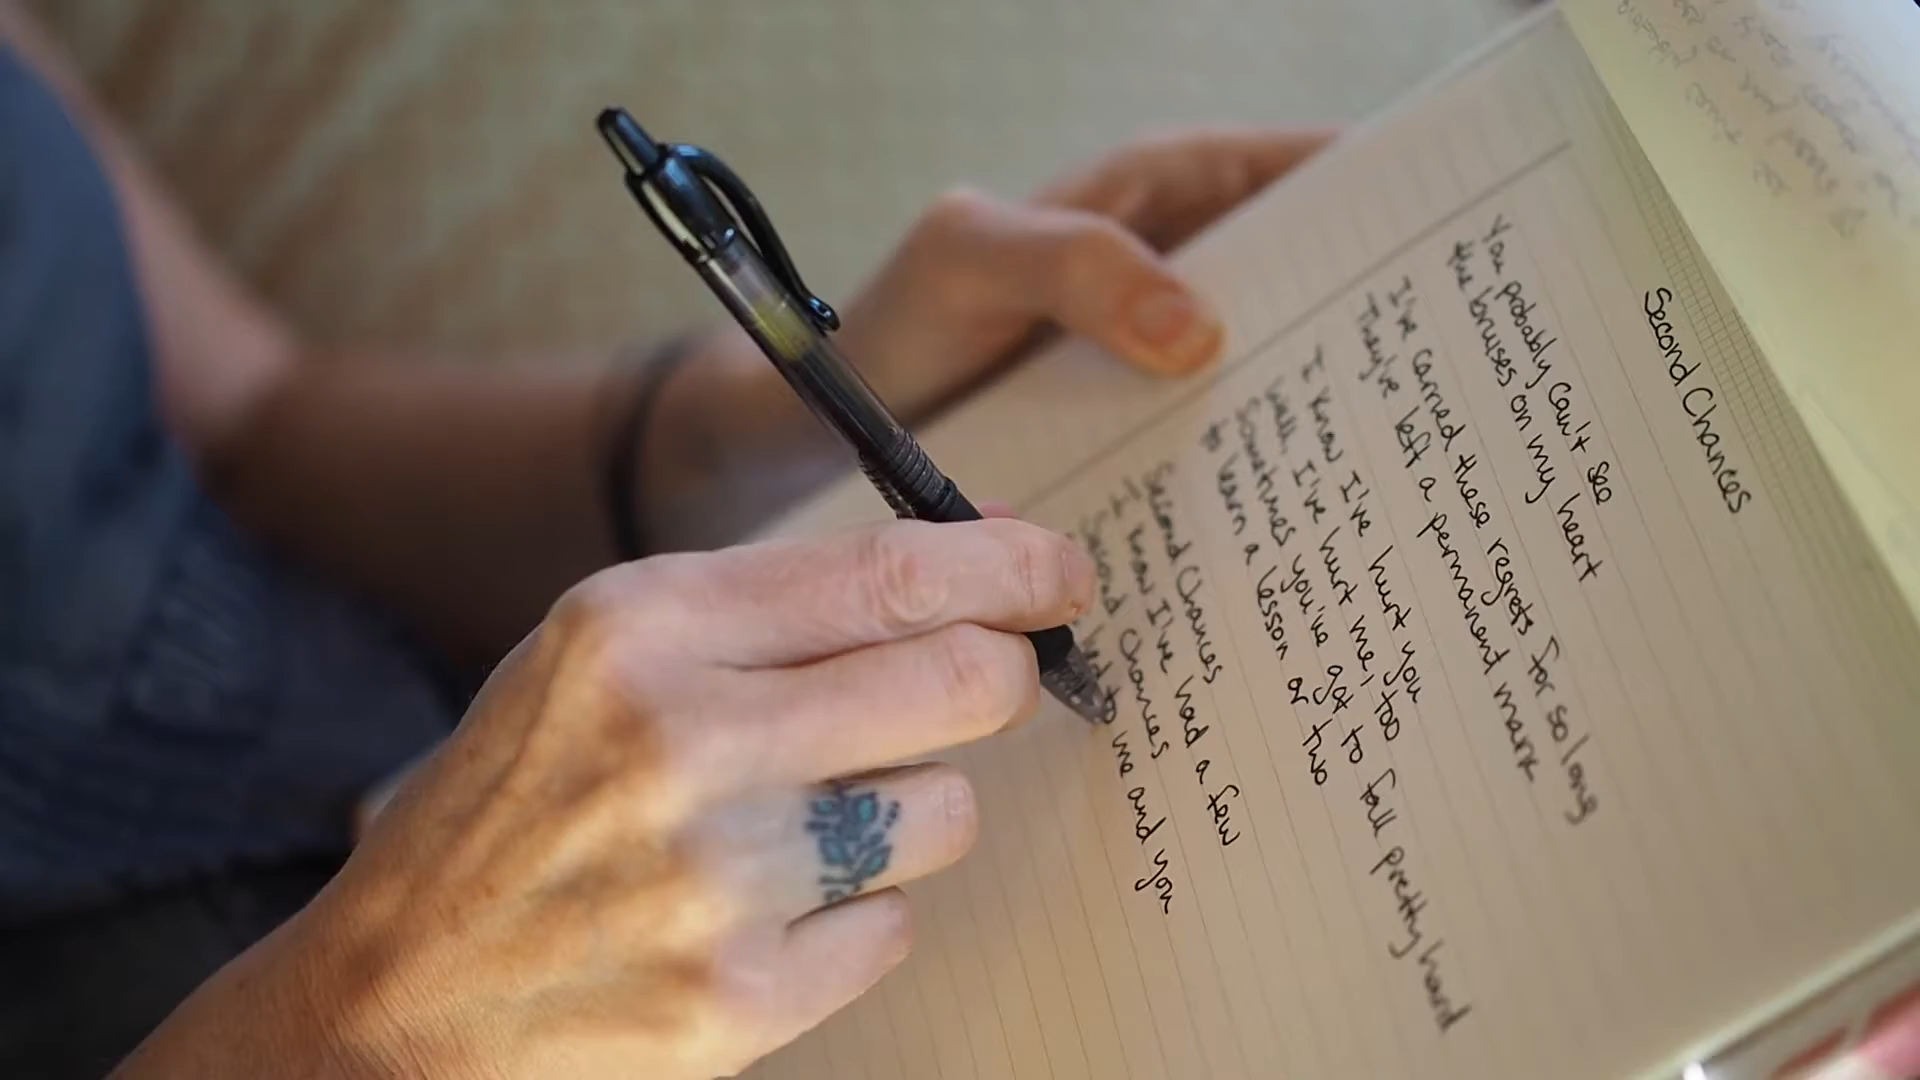 Second Chances
You probably can't see
the bruises on my heart
I've carried these regrets for so long
They've left a permanent mark
I know I've hurt you
Well, I've hurt me, too
Sometimes you've got to fall pretty hard
to learn a lesson or two
Second Chances
I know I've had a few
Second Chances
to me and you